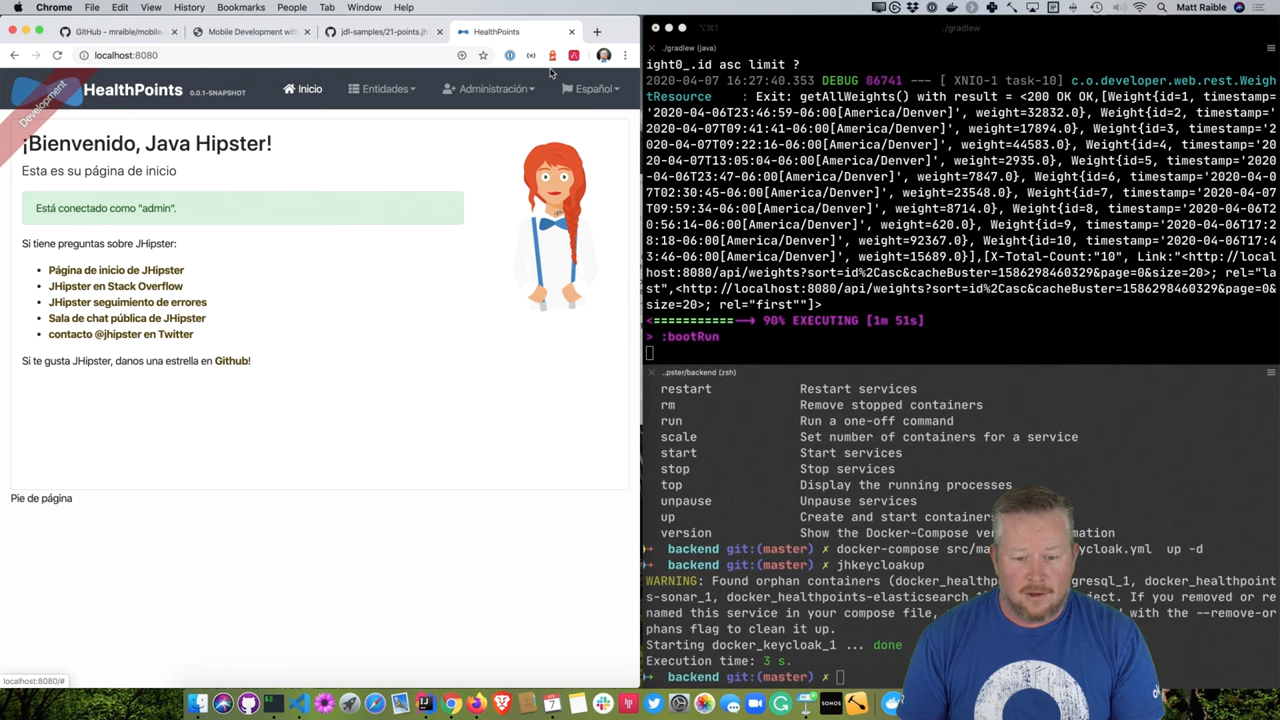 Chrome File Edit View History Bookmarks People Tab Window Help
Matt Raible
GitHub - mraible/mobile-
Mobile Development with
jdl-samples/21-points.jh
HealthPoints
localhost:8080
Development
HealthPoints 0.0.1-SNAPSHOT
Inicio
Entidades
Administración
Español
¡Bienvenido, Java Hipster!
Esta es su página de inicio
Está conectado como "admin".
Si tiene preguntas sobre JHipster:
Página de inicio de JHipster
JHipster en Stack Overflow
JHipster seguimiento de errores
Sala de chat pública de JHipster
contacto @jhipster en Twitter
Si te gusta JHipster, danos una estrella en Github!
Pie de página
localhost:8080/#
⌥⌘1
./gradlew
./gradlew (java)
ight0_.id asc limit ?
2020-04-07 16:27:40.353 DEBUG 86741 --- [ XNIO-1 task-10] c.o.developer.web.rest.Weigh
tResource : Exit: getAllWeights() with result = <200 OK OK,[Weight{id=1, timestamp=
'2020-04-06T23:46:59-06:00[America/Denver]', weight=32832.0}, Weight{id=2, timestamp='
2020-04-07T09:41:41-06:00[America/Denver]', weight=17894.0}, Weight{id=3, timestamp='2
020-04-07T09:22:16-06:00[America/Denver]', weight=44583.0}, Weight{id=4, timestamp='20
20-04-07T13:05:04-06:00[America/Denver]', weight=2935.0}, Weight{id=5, timestamp='2020
-04-06T23:47-06:00[America/Denver]', weight=7847.0}, Weight{id=6, timestamp='2020-04-0
7T02:30:45-06:00[America/Denver]', weight=23548.0}, Weight{id=7, timestamp='2020-04-07
T09:59:34-06:00[America/Denver]', weight=8714.0}, Weight{id=8, timestamp='2020-04-06T2
0:56:14-06:00[America/Denver]', weight=620.0}, Weight{id=9, timestamp='2020-04-06T17:2
8:18-06:00[America/Denver]', weight=92367.0}, Weight{id=10, timestamp='2020-04-06T17:4
3:46-06:00[America/Denver]', weight=15689.0}],[X-Total-Count:"10", Link:"<http://local
host:8080/api/weights?sort=id%2Casc&cacheBuster=1586298460329&page=0&size=20>; rel="la
st",<http://localhost:8080/api/weights?sort=id%2Casc&cacheBuster=1586298460329&page=0&
size=20>; rel="first""]>
<===========--> 90% EXECUTING [1m 51s]
> :bootRun
..pster/backend (zsh)
restart Restart services
rm Remove stopped containers
run Run a one-off command
scale Set number of containers for a service
start Start services
stop Stop services
top Display the running processes
unpause Unpause services
up Create and start containers
version Show the Docker-Compose mation
→ backend git:(master) ✗ docker-compose up -d
→ backend git:(master) ✗ jhkeycloakup
WARNING: Found orphan containers
If you removed or re
named this service in your compose file, with the --remove-or
phans flag to clean it up.
Starting docker_keycloak_1 ... done
Execution time: 3 s.
→ backend git:(master) ✗
7
SONOS